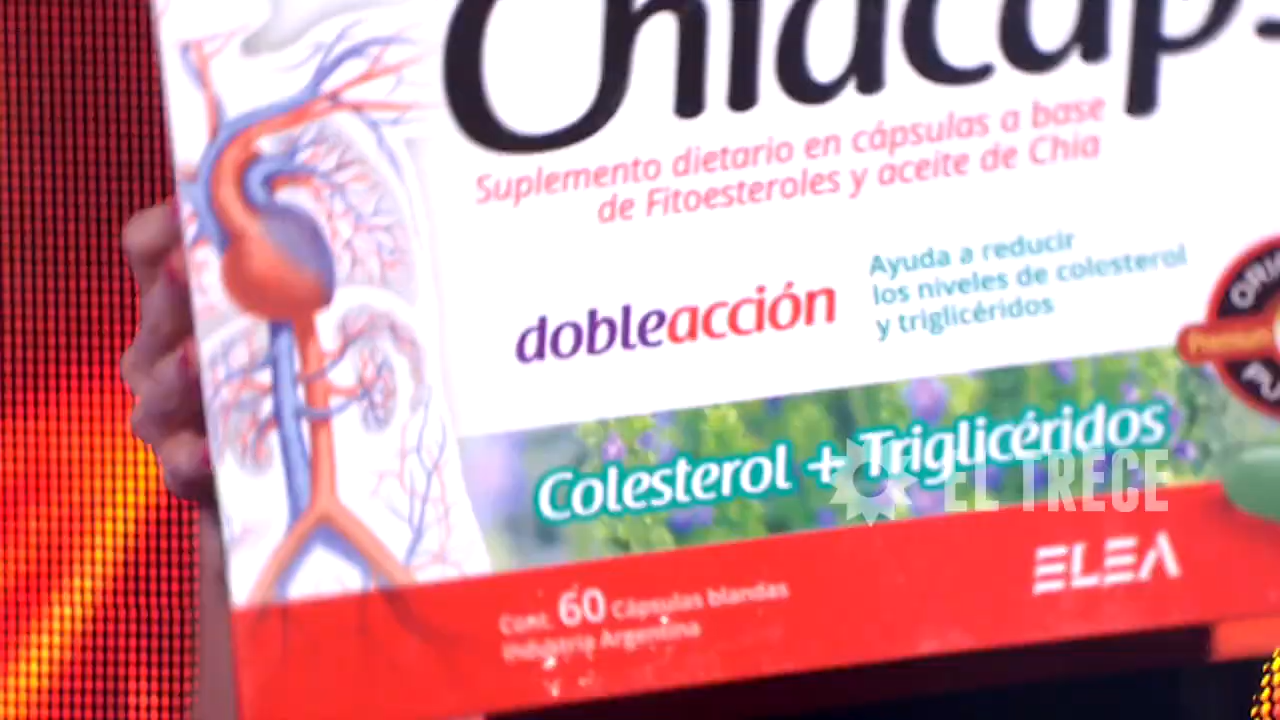 Chiacaps
Suplemento dietario en cápsulas a base
de Fitoesteroles y aceite de Chia
dobleacción
Ayuda a reducir
los niveles de colesterol
y triglicéridos
Colesterol + Triglicéridos
EL TRECE
ELEA
Cont. 60 Cápsulas blandas
Industria Argentina